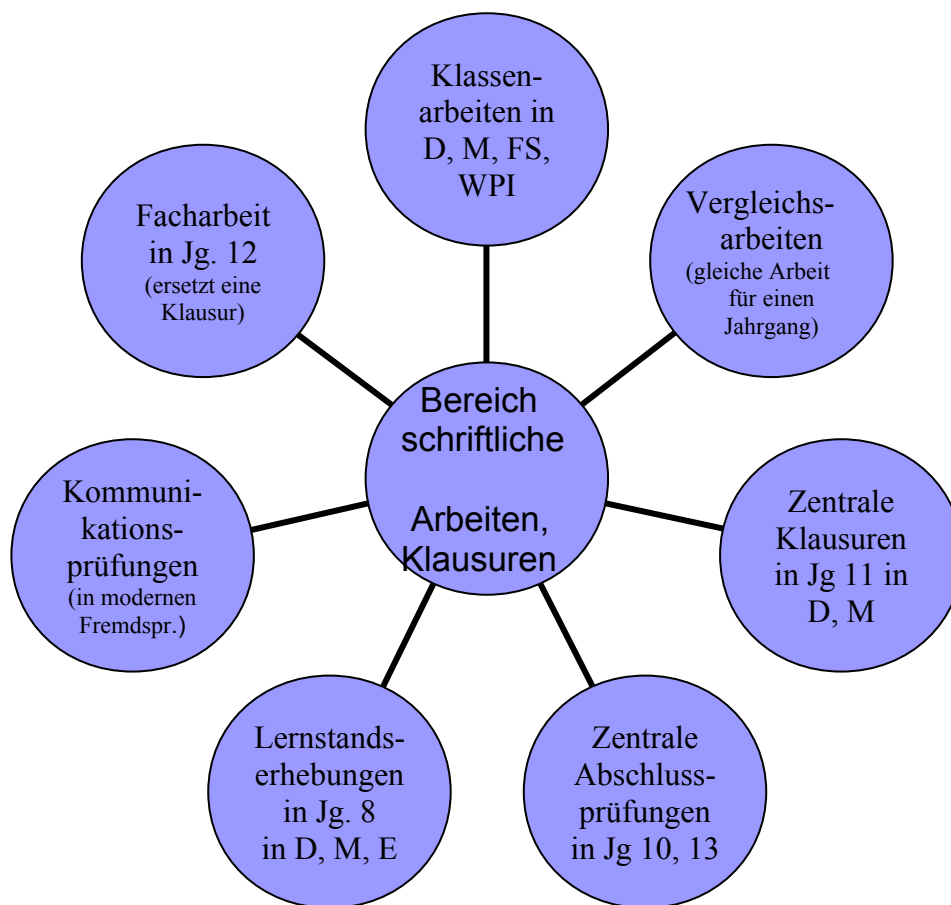 Klassen-
arbeiten in
D, M, FS,
WPI
Vergleichs-
arbeiten
(gleiche Arbeit
für einen
Jahrgang)
Zentrale
Klausuren
in Jg 11 in
D, M
Zentrale
Abschluss-
prüfungen
in Jg 10, 13
Lernstands-
erhebungen
in Jg. 8
in D, M, E
Kommuni-
kations-
prüfungen
(in modernen
Fremdspr.)
Facharbeit
in Jg. 12
(ersetzt eine
Klausur)
Bereich
schriftliche
Arbeiten,
Klausuren